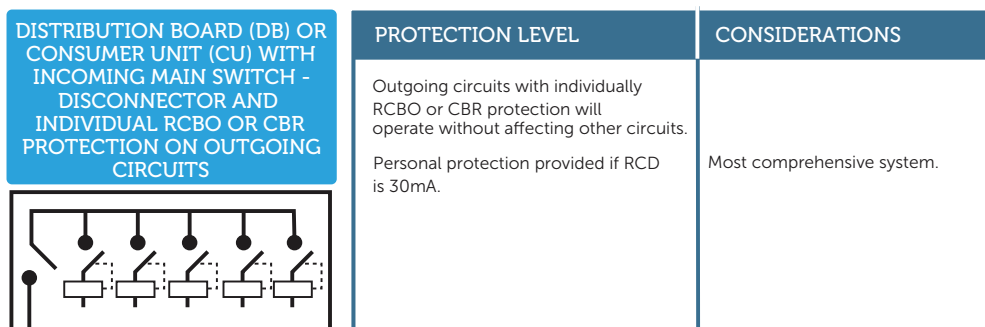 DISTRIBUTION BOARD (DB) OR
CONSUMER UNIT (CU) WITH
INCOMING MAIN SWITCH -
DISCONNECTOR AND
INDIVIDUAL RCBO OR CBR
PROTECTION ON OUTGOING
CIRCUITS
PROTECTION LEVEL
Outgoing circuits with individually
RCBO or CBR protection will
operate without affecting other circuits.
Personal protection provided if RCD
is 30mA.
CONSIDERATIONS
Most comprehensive system.